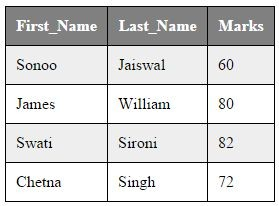 First_Name Last_Name Marks
Sonoo Jaiswal 60
James William 80
Swati Sironi 82
Chetna Singh 72